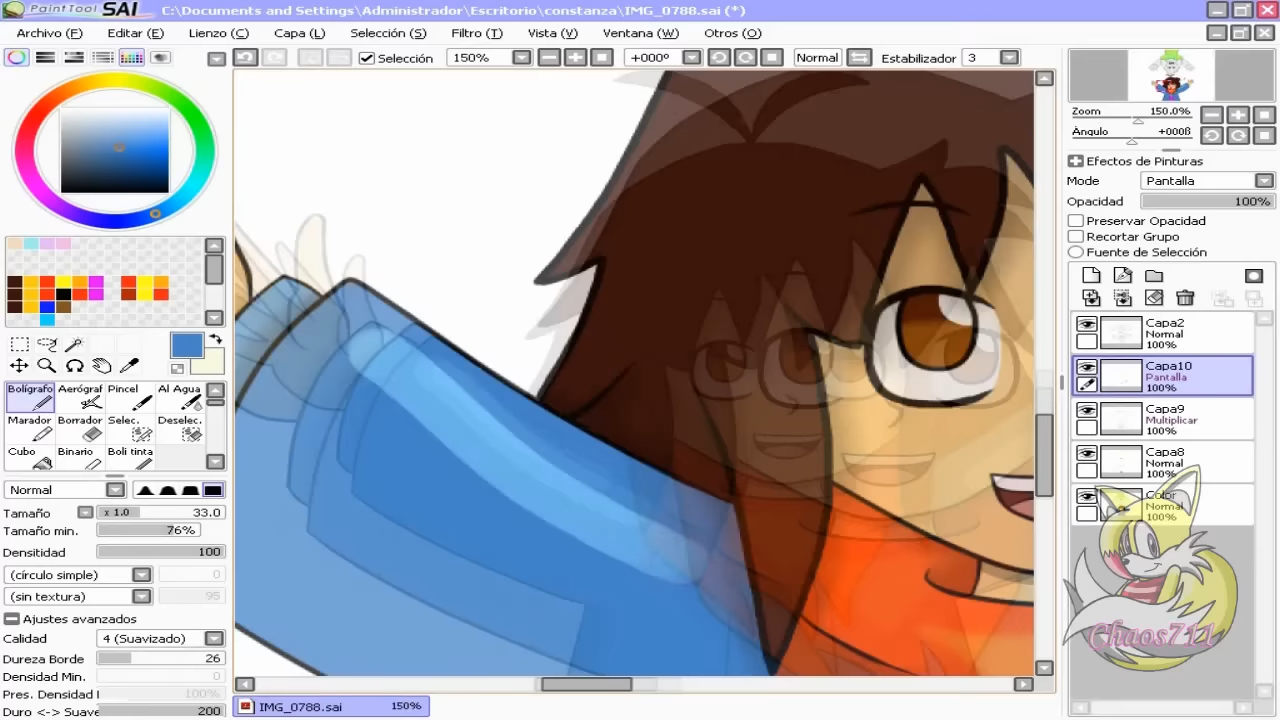 PaintTool SAI C:\Documents and Settings\Administrador\Escritorio\constanza\IMG_0788.sai (*)
Archivo (F) Editar (E) Lienzo (C) Capa (L) Selección (S) Filtro (T) Vista (V) Ventana (W) Otros (O)
Selección 150% +000º Normal Estabilizador 3
Zoom 150.0%
Àngulo +000ß
Efectos de Pinturas
Mode Pantalla
Opacidad 100%
Preservar Opacidad
Recortar Grupo
Fuente de Selección
Capa2
Normal
100%
Capa10
Pantalla
100%
Capa9
Multiplicar
100%
Capa8
Normal
100%
Color
Normal
100%
Chaos711
Bolígrafo Aerógraf Pincel Al Agua
Marador Borrador Selec. Deselec.
Cubo Binario Boli tinta
Normal
Tamaño x 1.0 33.0
Tamaño min. 76%
Densitidad 100
(círculo simple) 0
(sin textura) 95
Ajustes avanzados
Calidad 4 (Suavizado)
Dureza Borde 26
Densidad Min. 0
Pres. Densidad 100%
Duro <-> Suave 200
IMG_0788.sai 150%